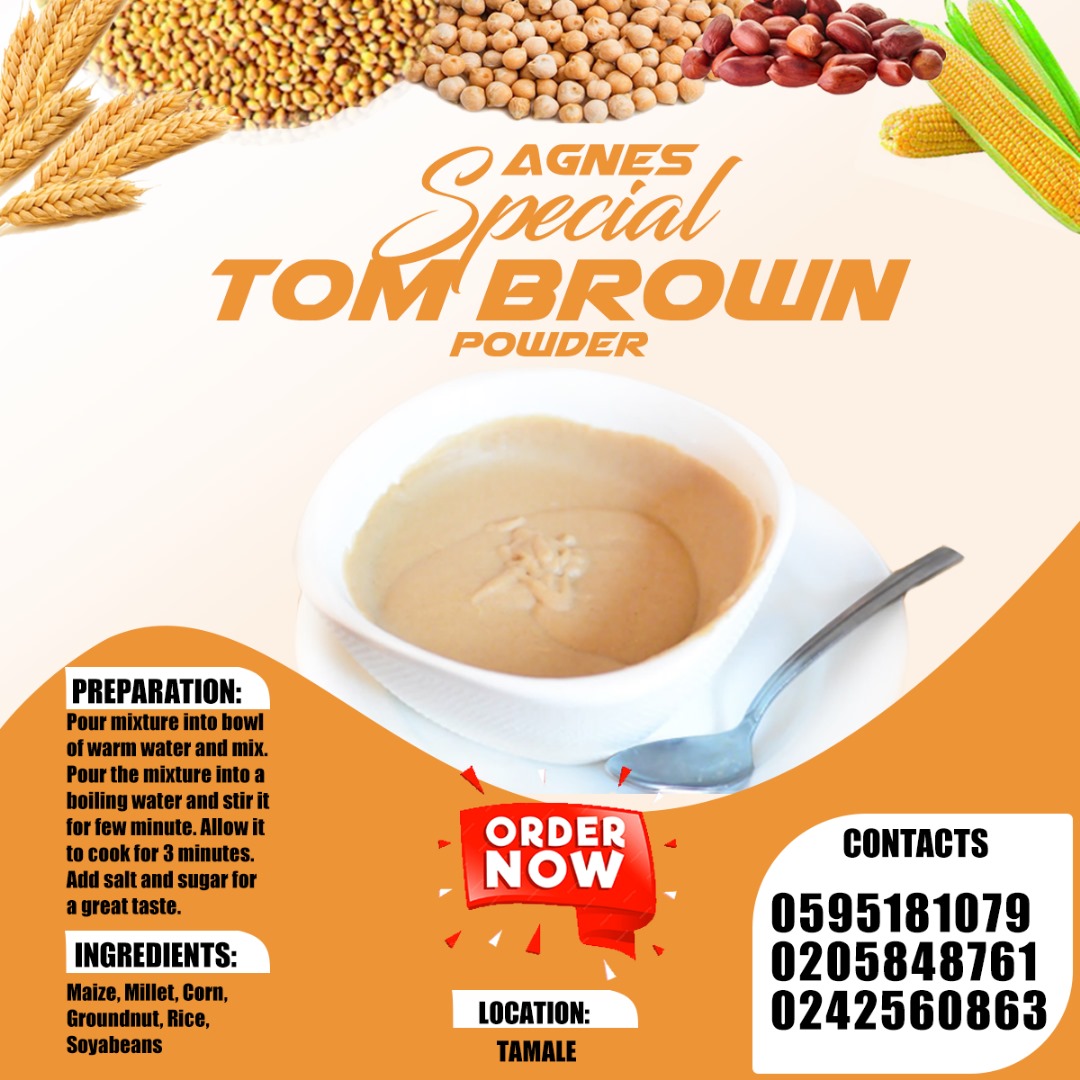 AGNES
Special
TOM BROWN
POWDER
PREPARATION:
Pour mixture into bowl
of warm water and mix.
Pour the mixture into a
boiling water and stir it
for few minute. Allow it
to cook for 3 minutes.
Add salt and sugar for
a great taste.
INGREDIENTS:
Maize, Millet, Corn,
Groundnut, Rice,
Soyabeans
ORDER
NOW
LOCATION:
TAMALE
CONTACTS
0595181079
0205848761
0242560863